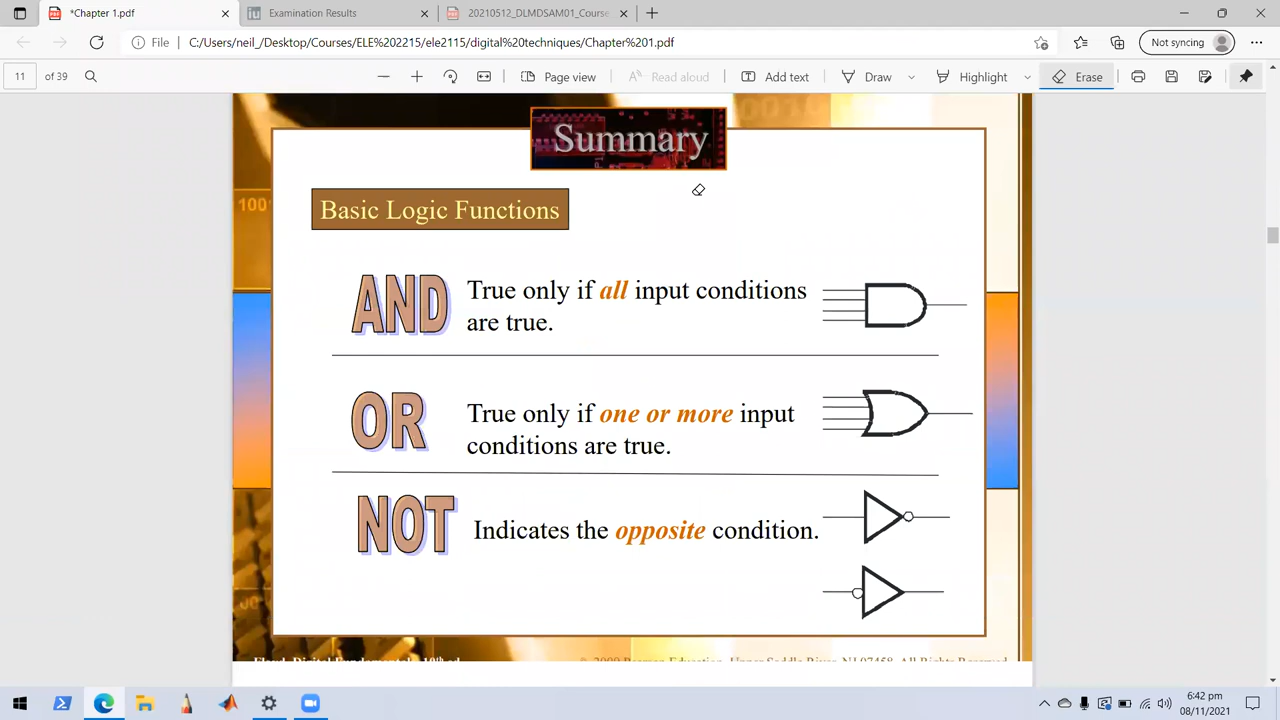 *Chapter 1.pdf
Examination Results
20210512_DLMDSAM01_Course
File
C:/Users/neil_/Desktop/Courses/ELE%202215/ele2115/digital%20techniques/Chapter%201.pdf
Not syncing
11 of 39
Page view
Read aloud
Add text
Draw
Highlight
Erase
Summary
Basic Logic Functions
AND
True only if all input conditions
are true.
OR
True only if one or more input
conditions are true.
NOT
Indicates the opposite condition.
6:42 pm
08/11/2021